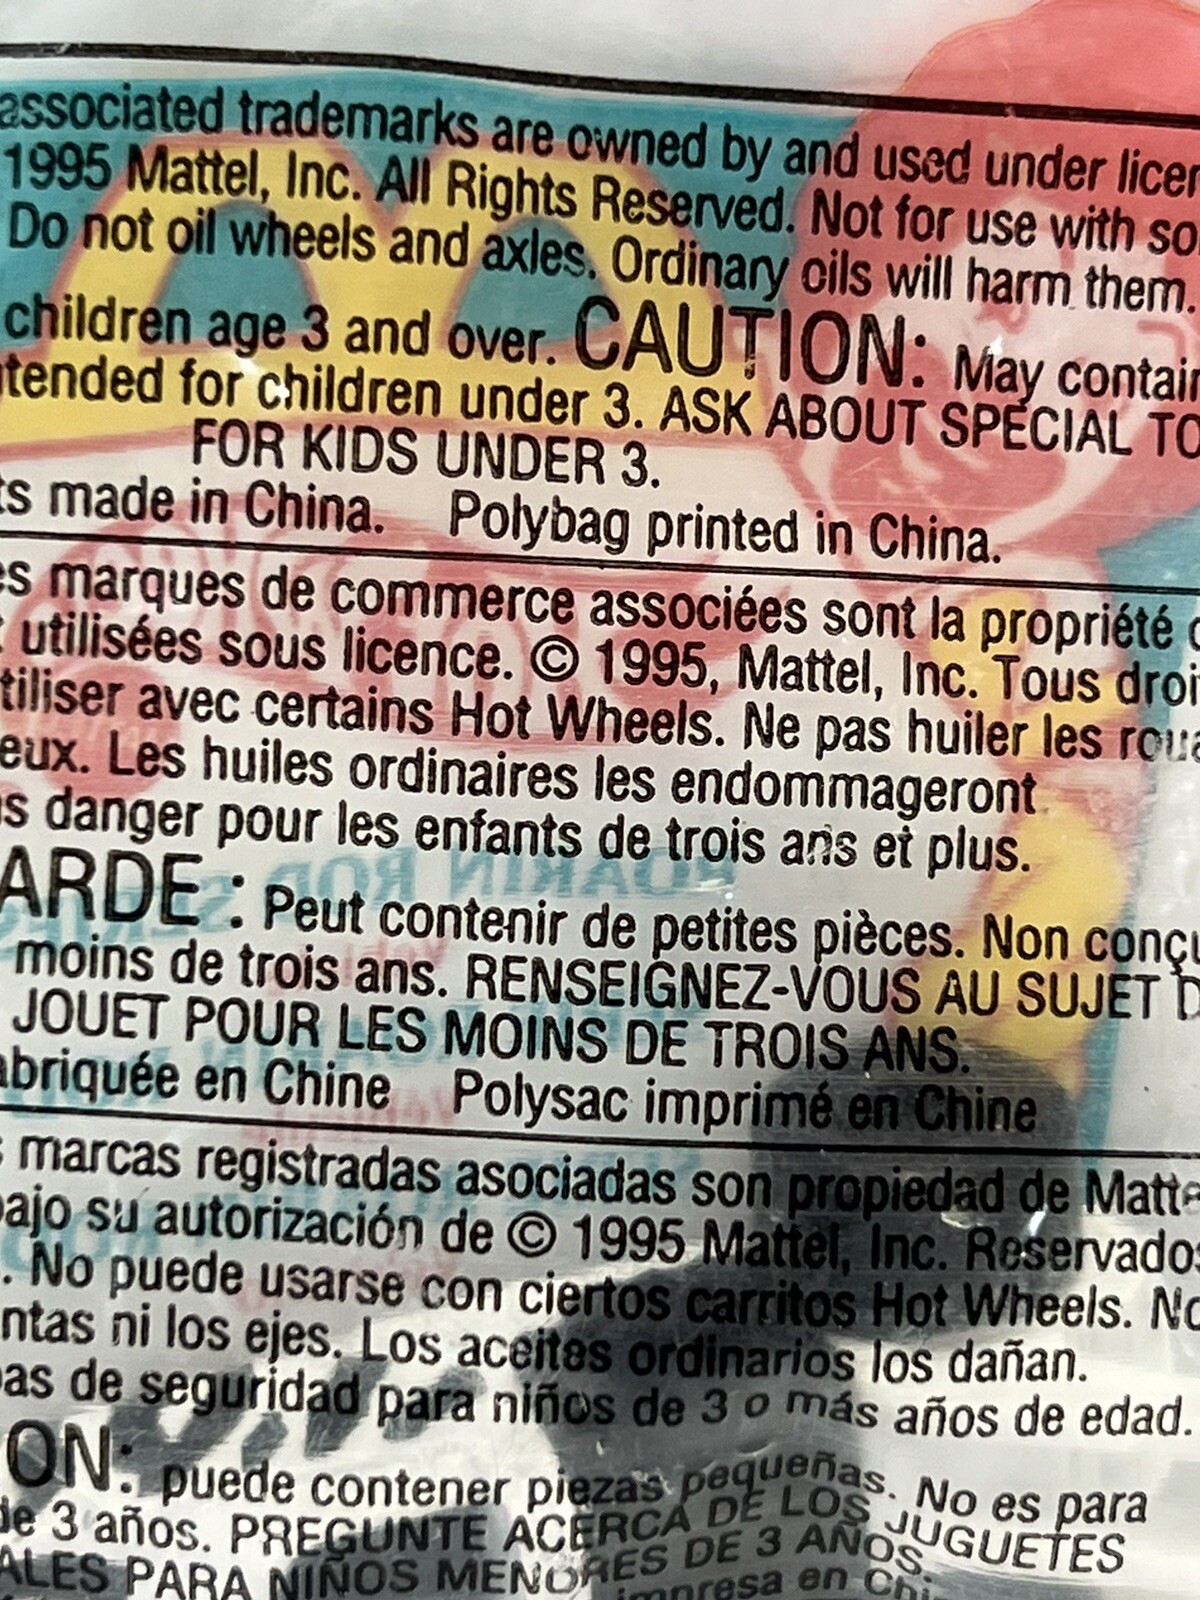 associated trademarks are owned by and used under licen
1995 Mattel, Inc. All Rights Reserved. Not for use with so
Do not oil wheels and axles. Ordinary oils will harm them.
children age 3 and over. CAUTION: May contain
tended for children under 3. ASK ABOUT SPECIAL TO
FOR KIDS UNDER 3.
ts made in China. Polybag printed in China.
es marques de commerce associées sont la propriété d
utilisées sous licence. © 1995, Mattel, Inc. Tous droi
tiliser avec certains Hot Wheels. Ne pas huiler les roua
eux. Les huiles ordinaires les endommageront
s danger pour les enfants de trois ans et plus.
ARDE : Peut contenir de petites pièces. Non conçu
moins de trois ans. RENSEIGNEZ-VOUS AU SUJET D
JOUET POUR LES MOINS DE TROIS ANS.
abriquée en Chine Polysac imprimé en Chine
s marcas registradas asociadas son propiedad de Matte
bajo su autorización de © 1995 Mattel, Inc. Reservados
. No puede usarse con ciertos carritos Hot Wheels. No
ntas ni los ejes. Los aceites ordinarios los dañan.
bas de seguridad para niños de 3 o más años de edad.
ON: puede contener piezas pequeñas. No es para
de 3 años. PREGUNTE ACERCA DE LOS JUGUETES
ALES PARA NIÑOS MENORES DE 3 AÑOS.
impresa en Chi